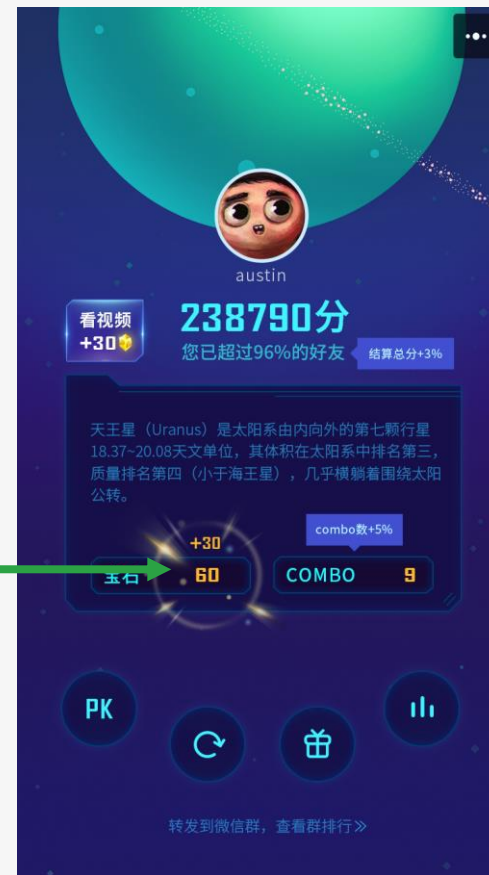 austin
看视频
+30
238790分
您已超过96%的好友
结算总分+3%
天王星（Uranus）是太阳系由内向外的第七颗行星
18.37~20.08天文单位，其体积在太阳系中排名第三，
质量排名第四（小于海王星），几乎横躺着围绕太阳
公转。
+30
combo数+5%
宝石 60
COMBO 9
PK
转发到微信群，查看群排行